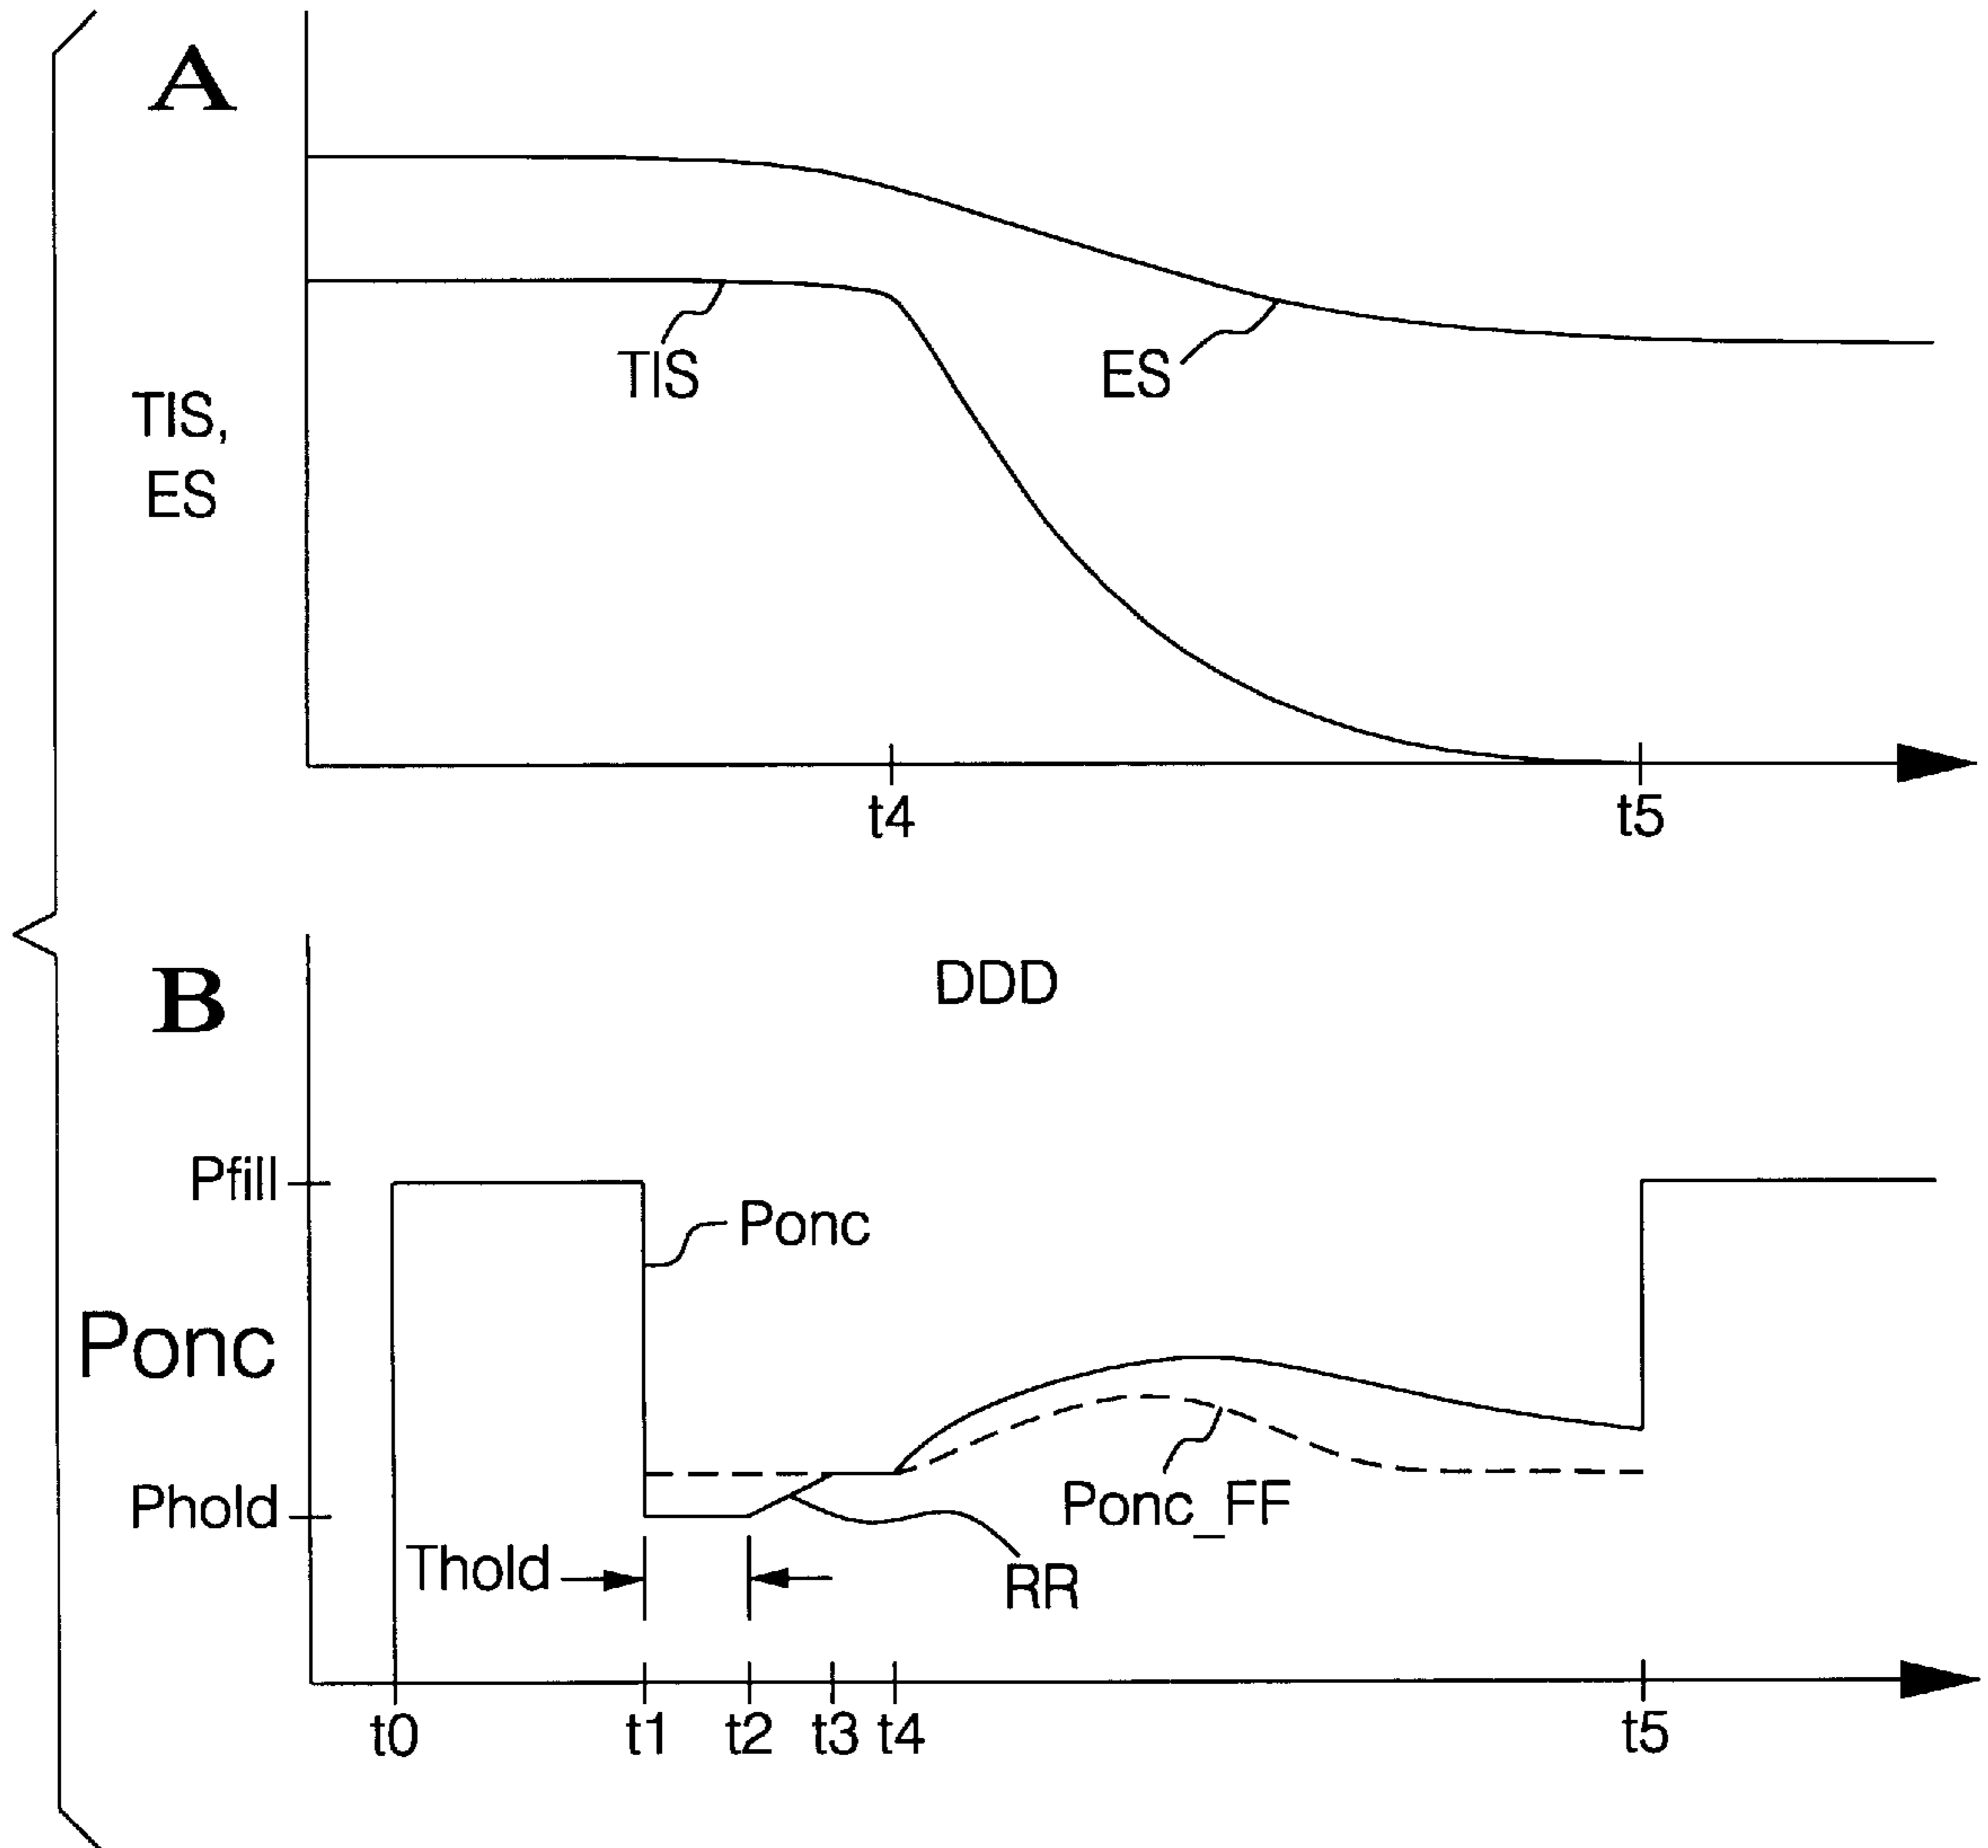 A
TIS
ES
TIS,
ES
t4
t5
B
DDD
Pfill
Ponc
Ponc
Phold
Ponc_FF
Thold
RR
t0
t1
t2
t3
t4
t5